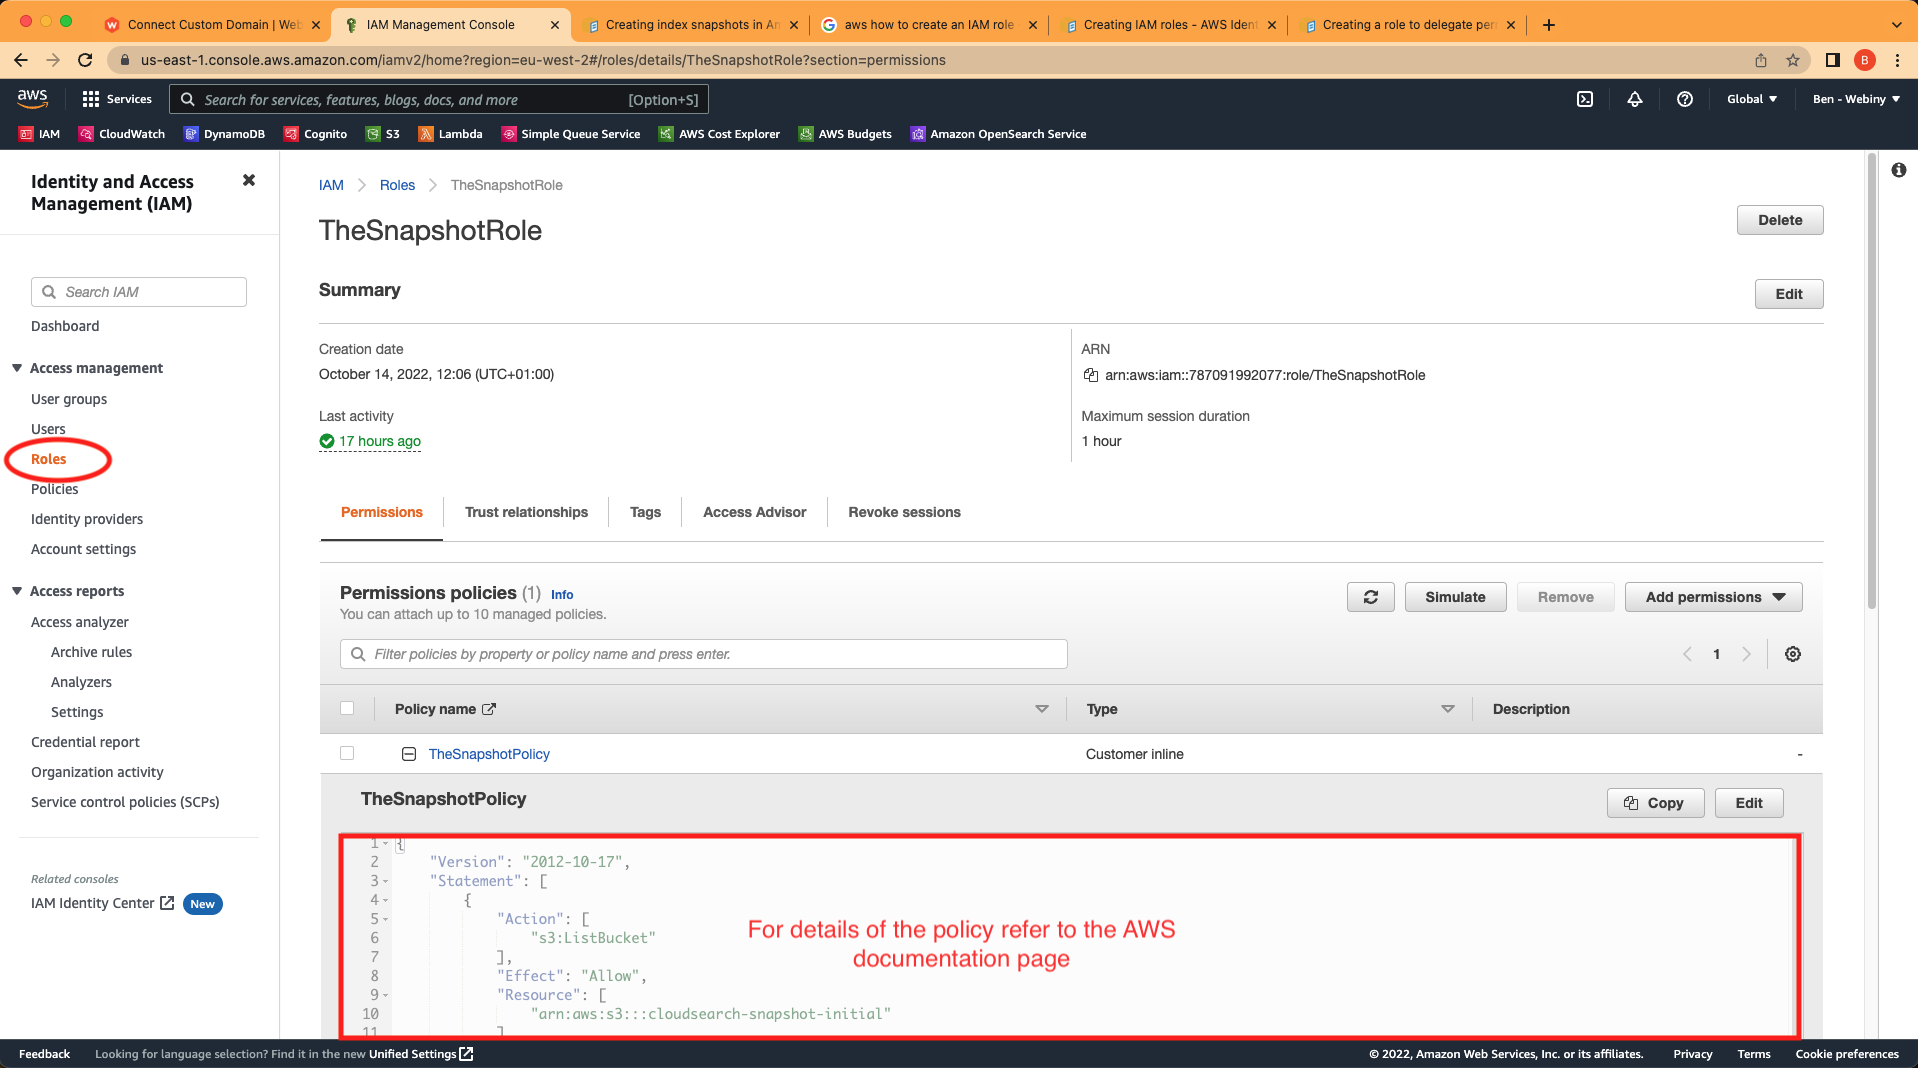 Connect Custom Domain | Web
IAM Management Console
Creating index snapshots in Am
aws how to create an IAM role
Creating IAM roles - AWS Ident
Creating a role to delegate perm
us-east-1.console.aws.amazon.com/iamv2/home?region=eu-west-2#/roles/details/TheSnapshotRole?section=permissions
B
aws
Services
Search for services, features, blogs, docs, and more
[Option+S]
Global
Ben - Webiny
IAM
CloudWatch
DynamoDB
Cognito
S3
Lambda
Simple Queue Service
AWS Cost Explorer
AWS Budgets
Amazon OpenSearch Service
Identity and Access
Management (IAM)
Search IAM
Dashboard
Access management
User groups
Users
Roles
Policies
Identity providers
Account settings
Access reports
Access analyzer
Archive rules
Analyzers
Settings
Credential report
Organization activity
Service control policies (SCPs)
Related consoles
IAM Identity Center
New
IAM
Roles
TheSnapshotRole
TheSnapshotRole
Delete
Summary
Edit
Creation date
October 14, 2022, 12:06 (UTC+01:00)
ARN
arn:aws:iam::787091992077:role/TheSnapshotRole
Last activity
17 hours ago
Maximum session duration
1 hour
Permissions
Trust relationships
Tags
Access Advisor
Revoke sessions
Permissions policies (1)
Info
You can attach up to 10 managed policies.
Simulate
Remove
Add permissions
Filter policies by property or policy name and press enter.
1
Policy name
Type
Description
TheSnapshotPolicy
Customer inline
-
TheSnapshotPolicy
Copy
Edit
1 {
2 "Version": "2012-10-17",
3 "Statement": [
4 {
5 "Action": [
6 "s3:ListBucket"
7 ],
8 "Effect": "Allow",
9 "Resource": [
10 "arn:aws:s3:::cloudsearch-snapshot-initial"
11 ]
For details of the policy refer to the AWS
documentation page
Feedback
Looking for language selection? Find it in the new Unified Settings
© 2022, Amazon Web Services, Inc. or its affiliates.
Privacy
Terms
Cookie preferences